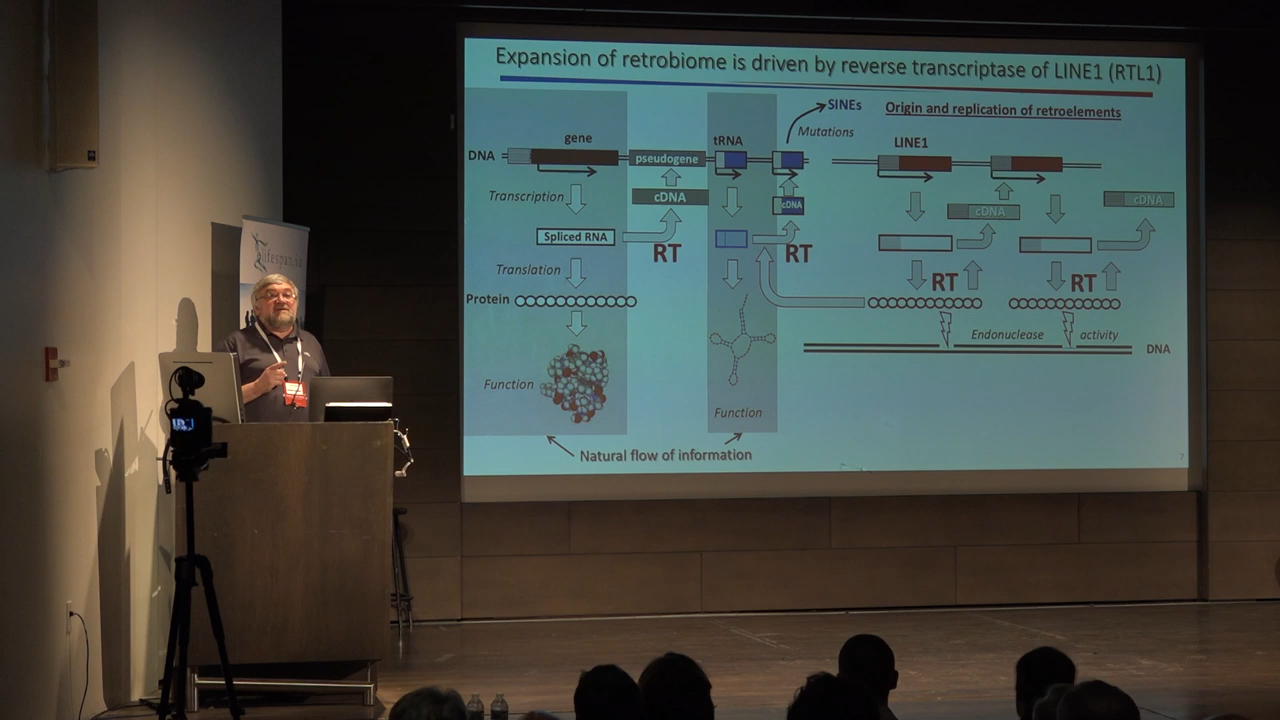 Expansion of retrobiome is driven by reverse transcriptase of LINE1 (RTL1)
SINEs
Origin and replication of retroelements
Mutations
gene
tRNA
LINE1
DNA
pseudogene
Transcription
cDNA
cDNA
cDNA
cDNA
Spliced RNA
RT
RT
Translation
RT
RT
Protein
Endonuclease
activity
DNA
Function
Function
Natural flow of information
7